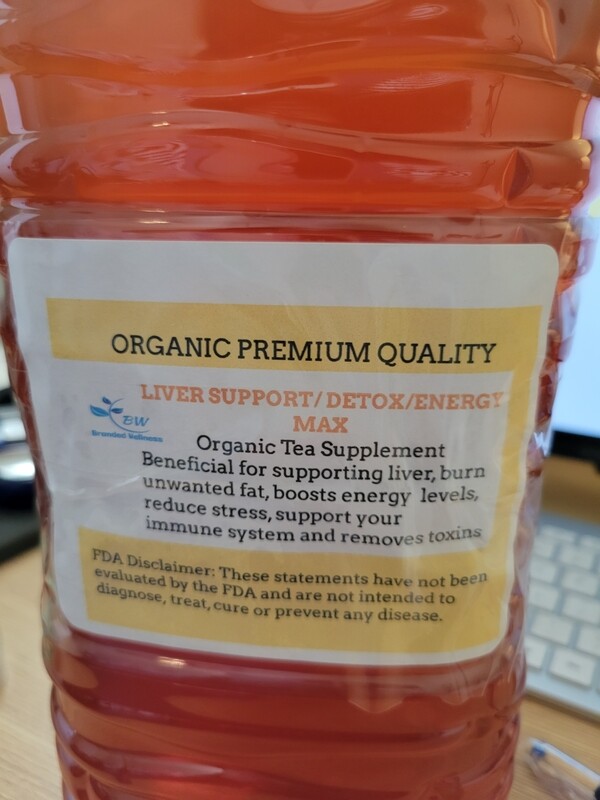 ORGANIC PREMIUM QUALITY
LIVER SUPPORT/ DETOX/ENERGY
MAX
BW
Branded Wellness
Organic Tea Supplement
Beneficial for supporting liver, burn
unwanted fat, boosts energy levels,
reduce stress, support your
immune system and removes toxins
FDA Disclaimer: These statements have not been
evaluated by the FDA and are not intended to
diagnose, treat, cure or prevent any disease.